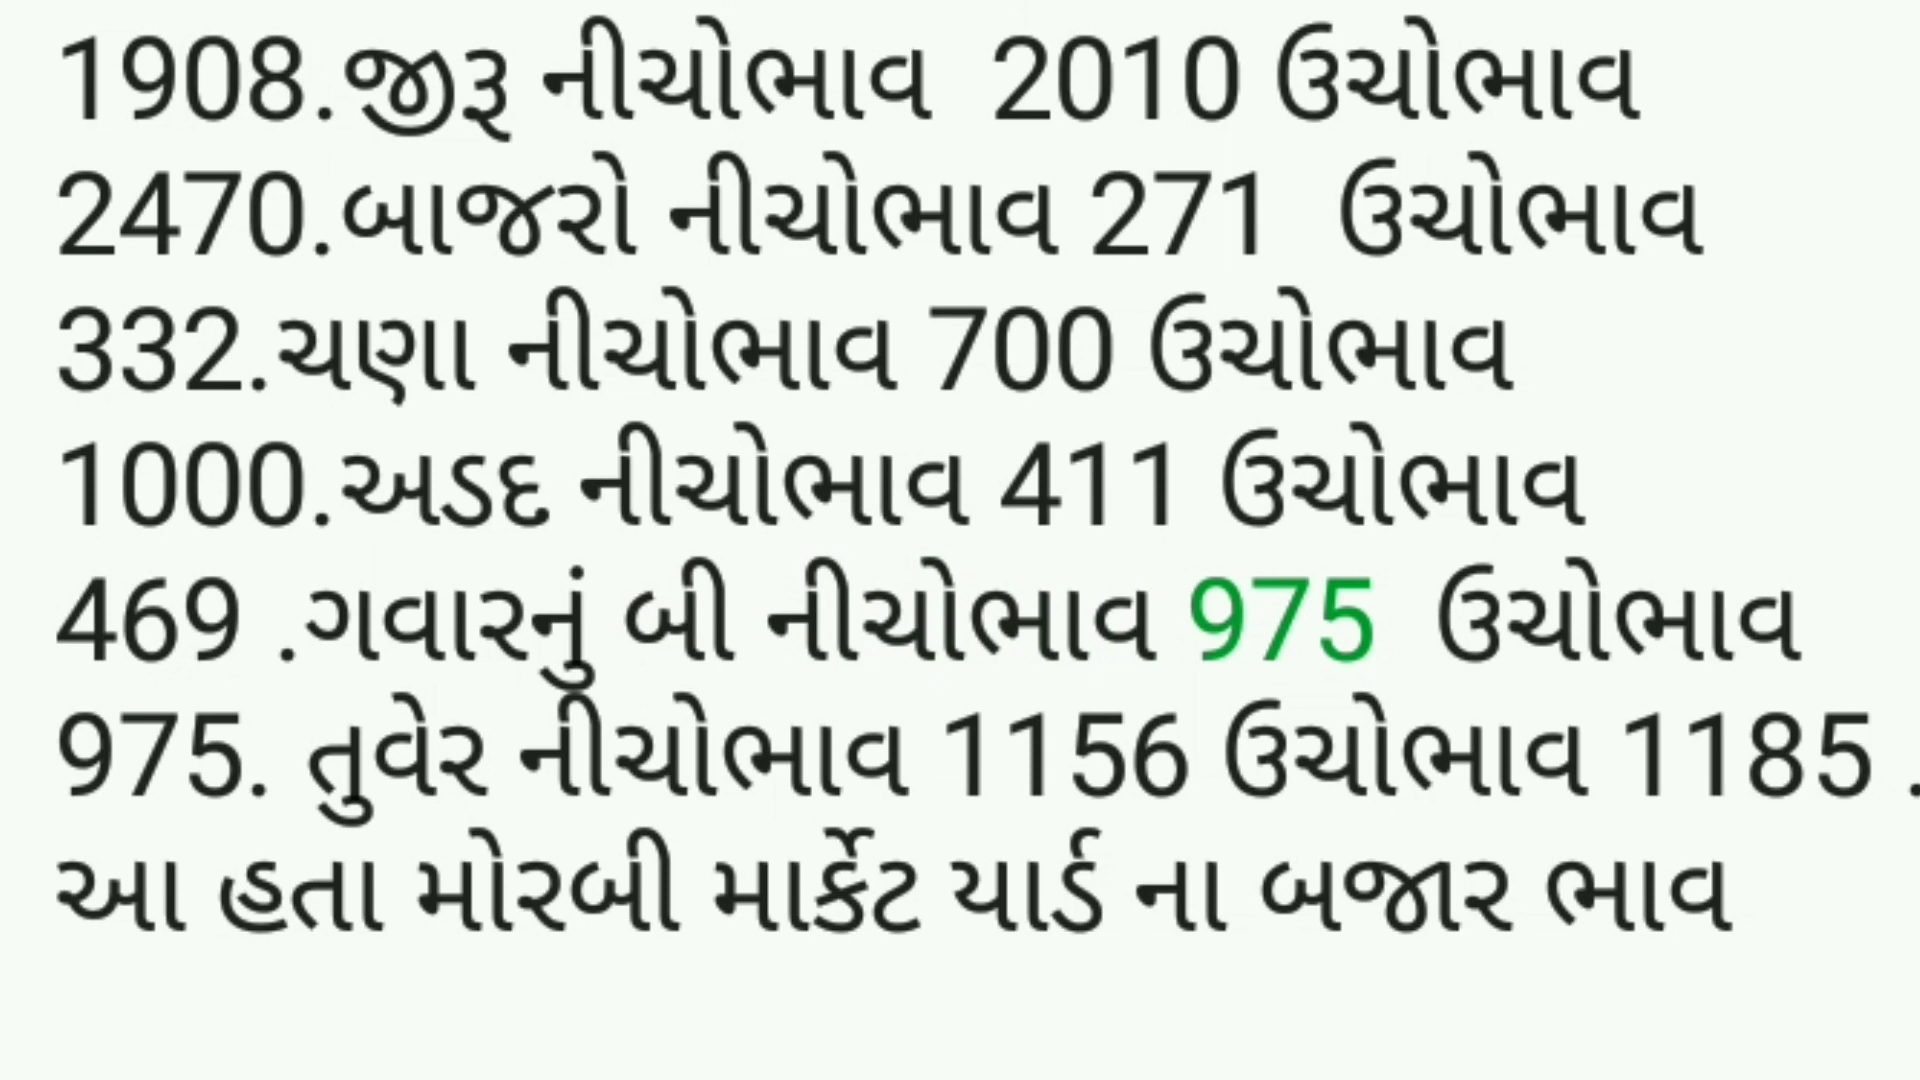 1908.જીરૂ નીચોભાવ  2010 ઉચોભાવ
2470.બાજરો નીચોભાવ 271  ઉચોભાવ
332.ચણા નીચોભાવ 700 ઉચોભાવ
1000.અડદ નીચોભાવ 411 ઉચોભાવ
469 .ગવારનું બી નીચોભાવ 975  ઉચોભાવ
975. તુવેર નીચોભાવ 1156 ઉચોભાવ 1185 .
આ હતા મોરબી માર્કેટ યાર્ડ ના બજાર ભાવ